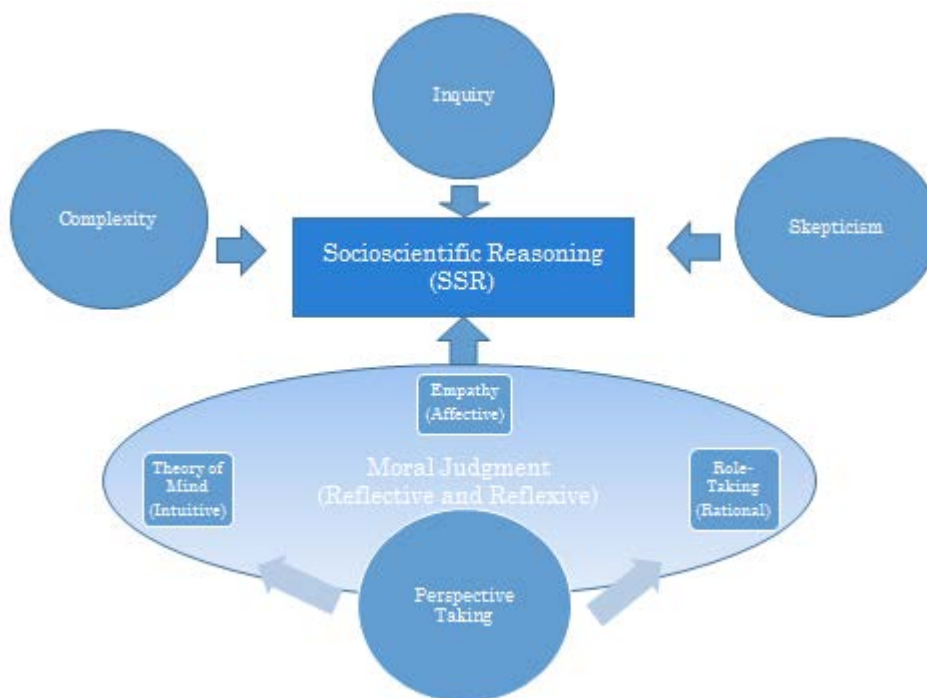 Inquiry
Complexity
Skepticism
Socioscientific Reasoning
(SSR)
Empathy
(Affective)
Moral Judgment
(Reflective and Reflexive)
Theory of
Mind
(Intuitive)
Role-
Taking
(Rational)
Perspective
Taking